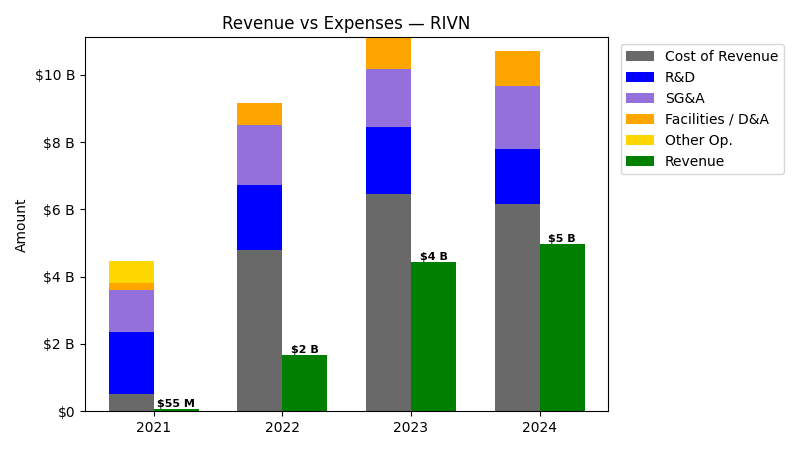 Revenue vs Expenses — RIVN
$10 B
$8 B
$6 B
$4 B
$2 B
$0
Amount
$55 M
$2 B
$4 B
$5 B
2021
2022
2023
2024
Cost of Revenue
R&D
SG&A
Facilities / D&A
Other Op.
Revenue